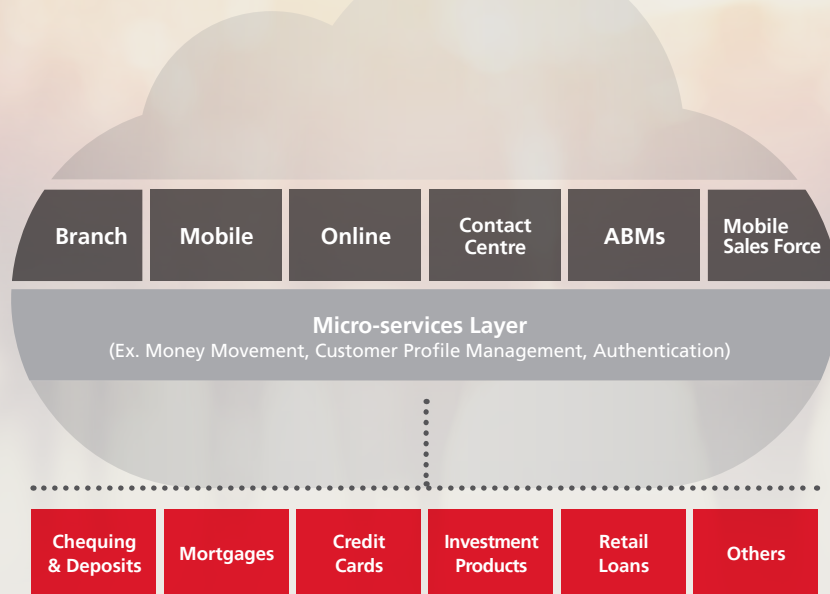 Branch
Mobile
Online
Contact
Centre
ABMs
Mobile
Sales Force
Micro-services Layer
(Ex. Money Movement, Customer Profile Management, Authentication)
Chequing
& Deposits
Mortgages
Credit
Cards
Investment
Products
Retail
Loans
Others